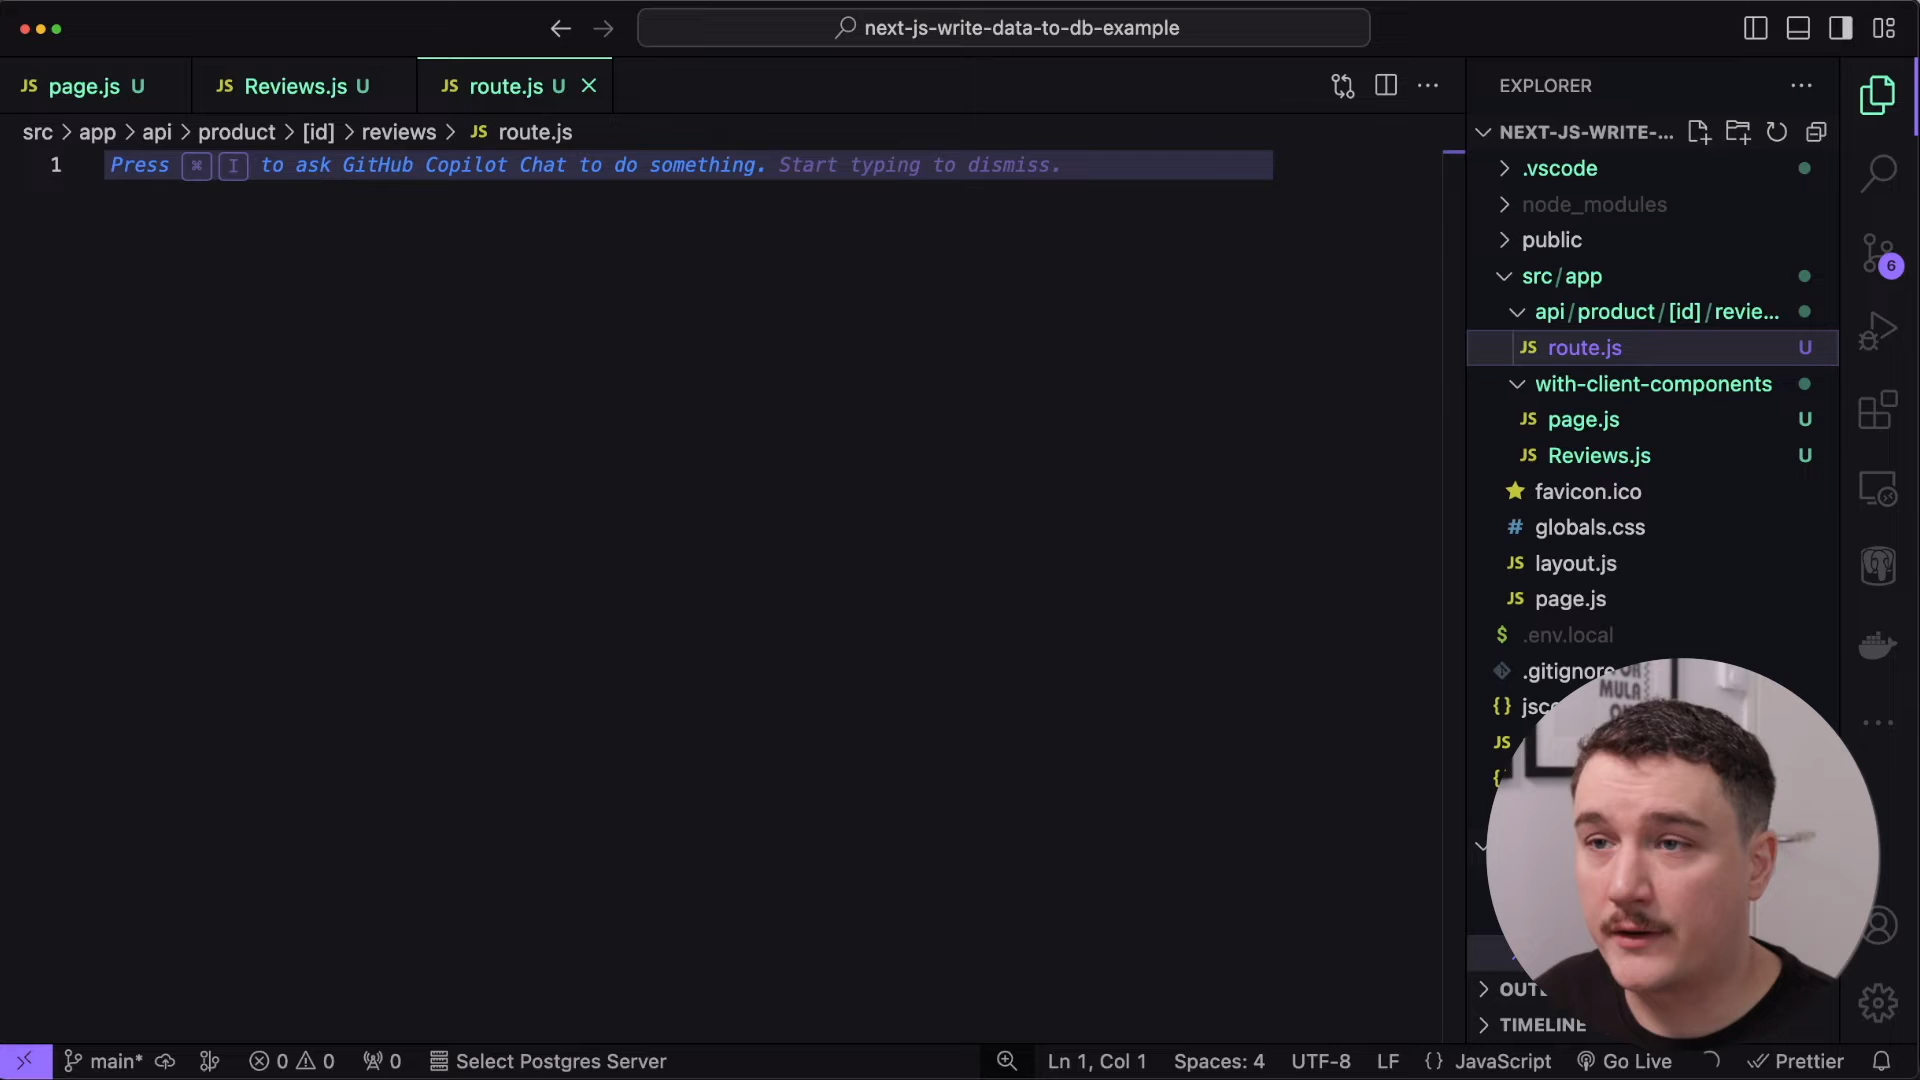 next-js-write-data-to-db-example
JS page.js U
JS Reviews.js U
JS route.js U
src > app > api > product > [id] > reviews > JS route.js
1 Press ⌘ I to ask GitHub Copilot Chat to do something. Start typing to dismiss.
EXPLORER
NEXT-JS-WRITE-...
.vscode
node_modules
public
src/app
api/product/[id]/revie...
JS route.js U
with-client-components
JS page.js U
JS Reviews.js U
favicon.ico
# globals.css
JS layout.js
JS page.js
$ .env.local
.gitignore
{} jsc
JS
6
MULA
TIMELINE
main* 0 0 0 Select Postgres Server Ln 1, Col 1 Spaces: 4 UTF-8 LF {} JavaScript Go Live Prettier